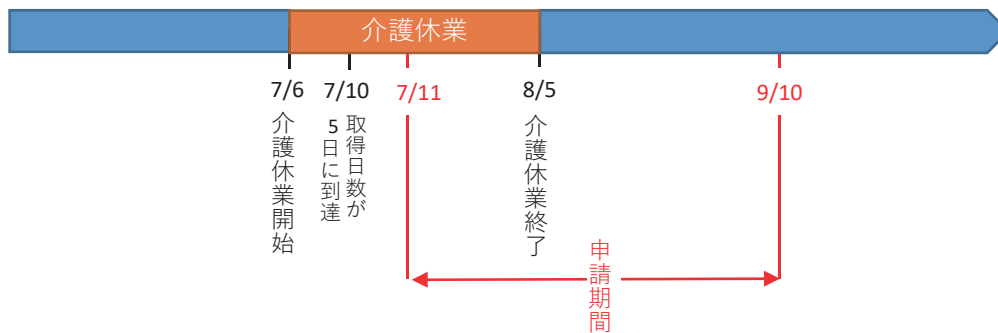 介護休業
7/6
7/10
7/11
8/5
9/10
介護休業開始
取得日数が
5日に到達
介護休業終了
申請期間